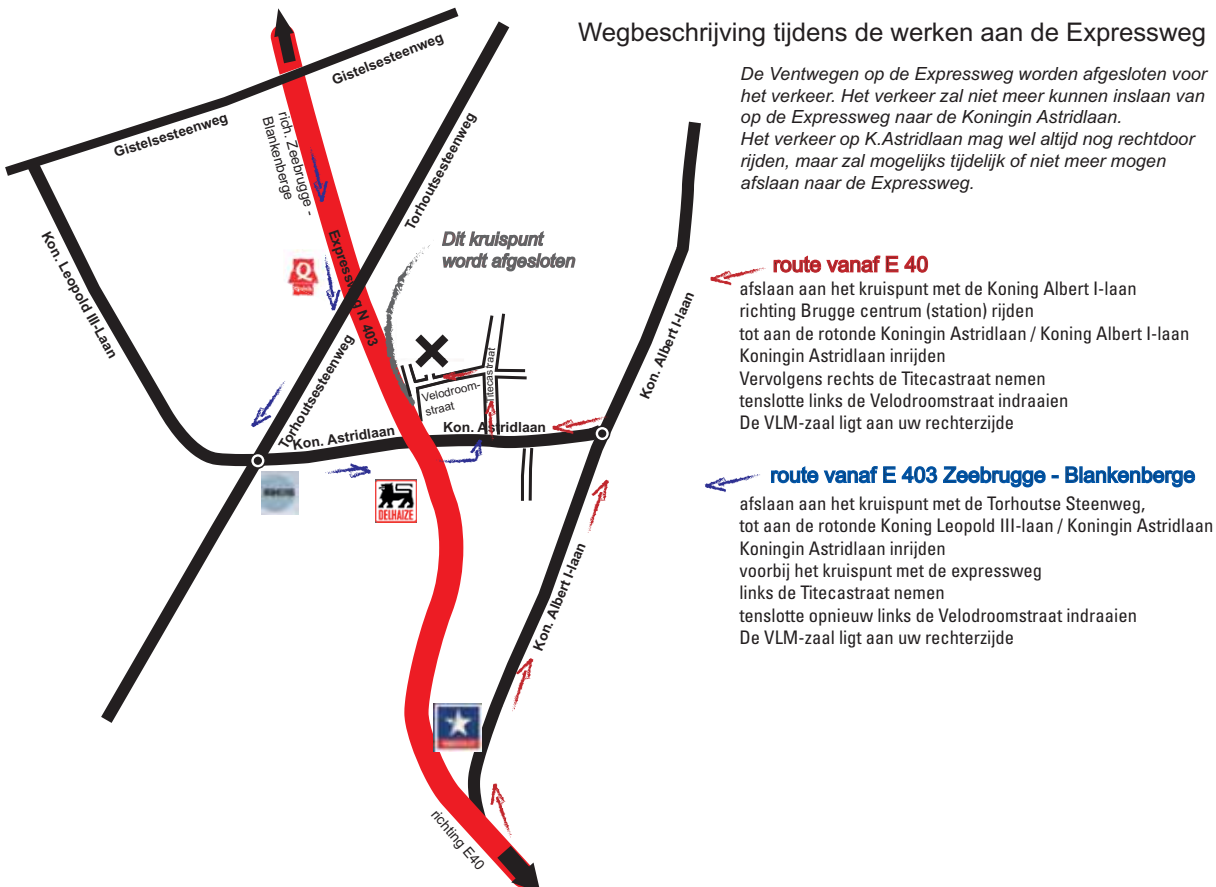 Wegbeschrijving tijdens de werken aan de Expressweg
De Ventwegen op de Expressweg worden afgesloten voor
het verkeer. Het verkeer zal niet meer kunnen inslaan van
op de Expressweg naar de Koningin Astridlaan.
Het verkeer op K.Astridlaan mag wel altijd nog rechtdoor
rijden, maar zal mogelijks tijdelijk of niet meer mogen
afslaan naar de Expressweg.
route vanaf E 40
afslaan aan het kruispunt met de Koning Albert I-laan
richting Brugge centrum (station) rijden
tot aan de rotonde Koningin Astridlaan / Koning Albert I-laan
Koningin Astridlaan inrijden
Vervolgens rechts de Titecastraat nemen
tenslotte links de Velodroomstraat indraaien
De VLM-zaal ligt aan uw rechterzijde
route vanaf E 403 Zeebrugge - Blankenberge
afslaan aan het kruispunt met de Torhoutse Steenweg,
tot aan de rotonde Koning Leopold III-laan / Koningin Astridlaan
Koningin Astridlaan inrijden
voorbij het kruispunt met de expressweg
links de Titecastraat nemen
tenslotte opnieuw links de Velodroomstraat indraaien
De VLM-zaal ligt aan uw rechterzijde
Gistelsesteenweg
Gistelsesteenweg
rich. Zeebrugge -
Blankenberge
Torhoutsesteenweg
Kon. Leopold III-Laan
Expressweg N 403
Dit kruispunt
wordt afgesloten
Q
Torhoutsesteenweg
Velodroom-
straat
Titecastraat
Kon. Albert I-laan
Kon. Astridlaan
Kon. Astridlaan
DELHAIZE
Kon. Albert I-laan
richting E40